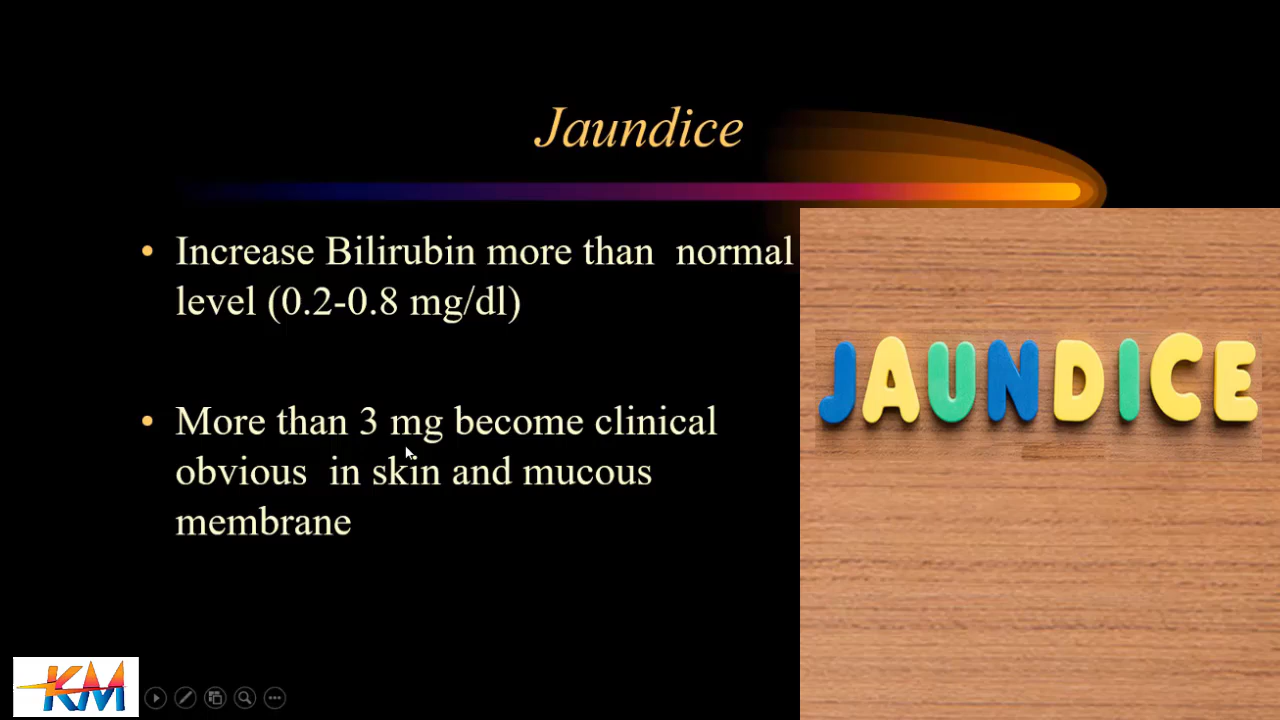 Jaundice
• Increase Bilirubin more than normal
level (0.2-0.8 mg/dl)
JAUNDICE
• More than 3 mg become clinical
obvious in skin and mucous
membrane
KM